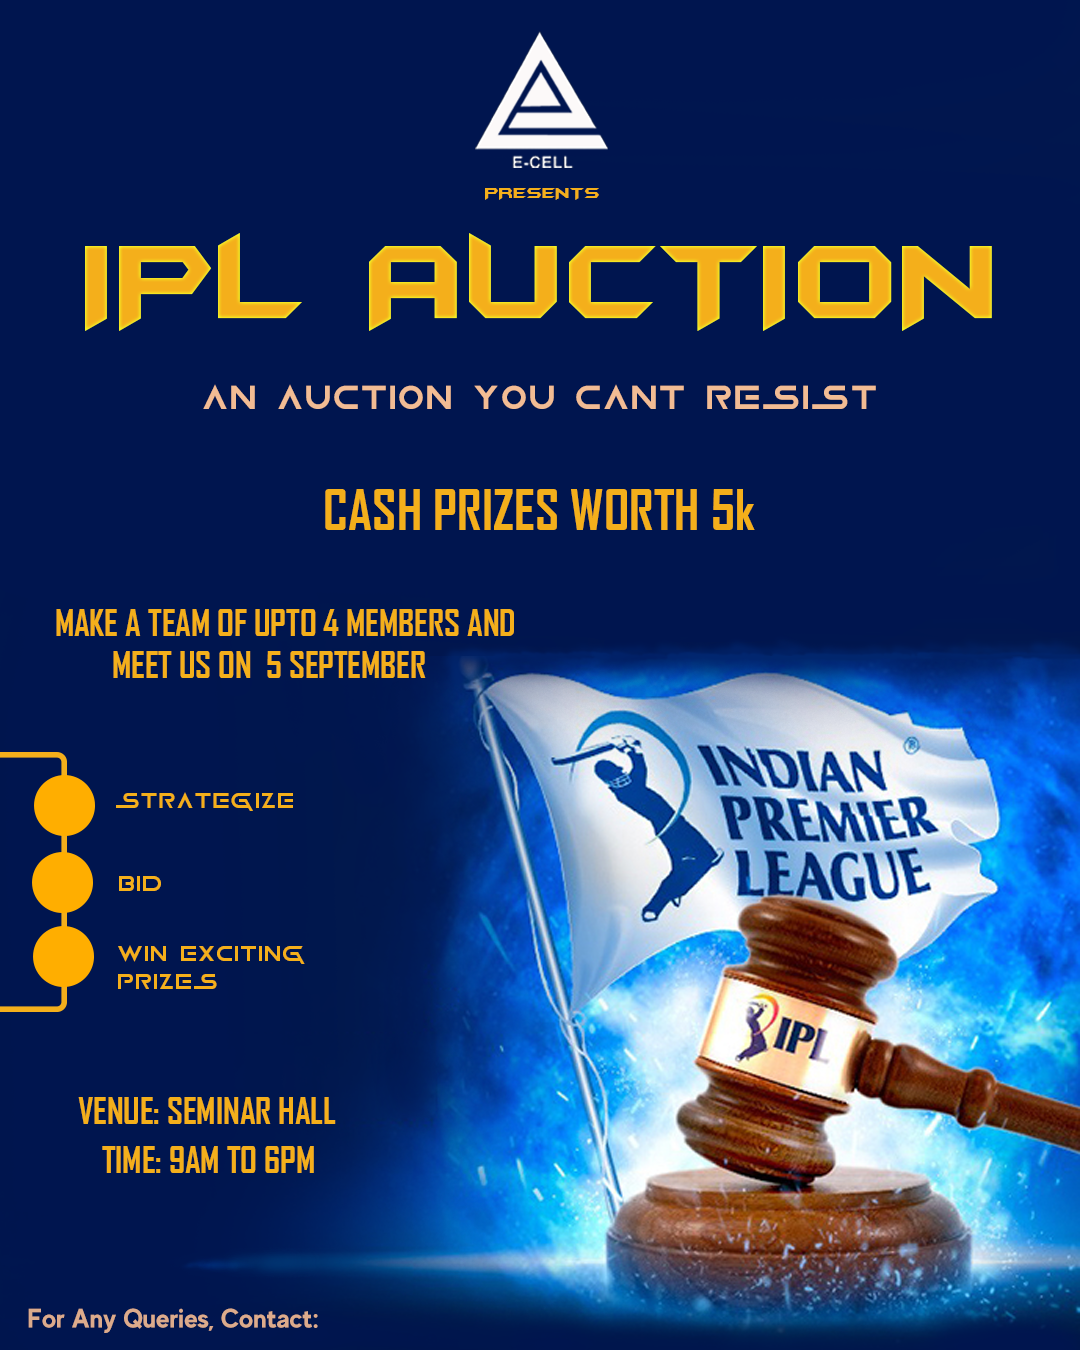 E-CELL
PRESENTS
IPL AUCTION
AN AUCTION YOU CANT RESIST
CASH PRIZES WORTH 5k
MAKE A TEAM OF UPTO 4 MEMBERS AND
MEET US ON 5 SEPTEMBER
INDIAN ®
PREMIER
LEAGUE
STRATEGIZE
BID
WIN EXCITING
PRIZES
IPL
VENUE: SEMINAR HALL
TIME: 9AM TO 6PM
For Any Queries, Contact: